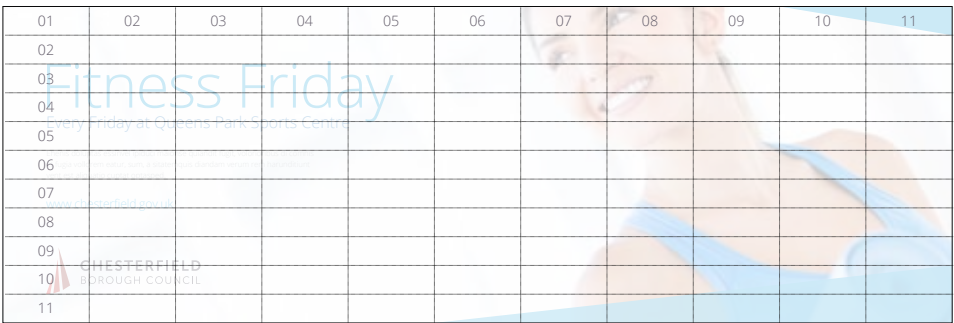 01 02 03 04 05 06 07 08 09 10 11
02
03
Fitness Friday
04
Every Friday at Queens Park Sports Centre
05
06
07
www.chesterfield.gov.uk
08
09
CHESTERFIELD
10
BOROUGH COUNCIL
11